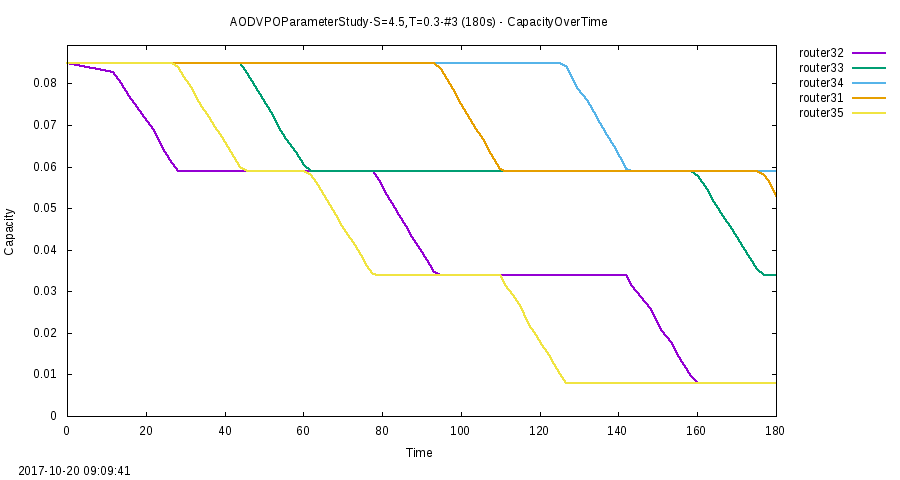 AODVPOParameterStudy-S=4.5,T=0.3-#3 (180s) - CapacityOverTime
router32
router33
router34
router31
router35
0.08
0.07
0.06
0.05
0.04
0.03
0.02
0.01
0
Capacity
0 20 40 60 80 100 120 140 160 180
Time
2017-10-20 09:09:41